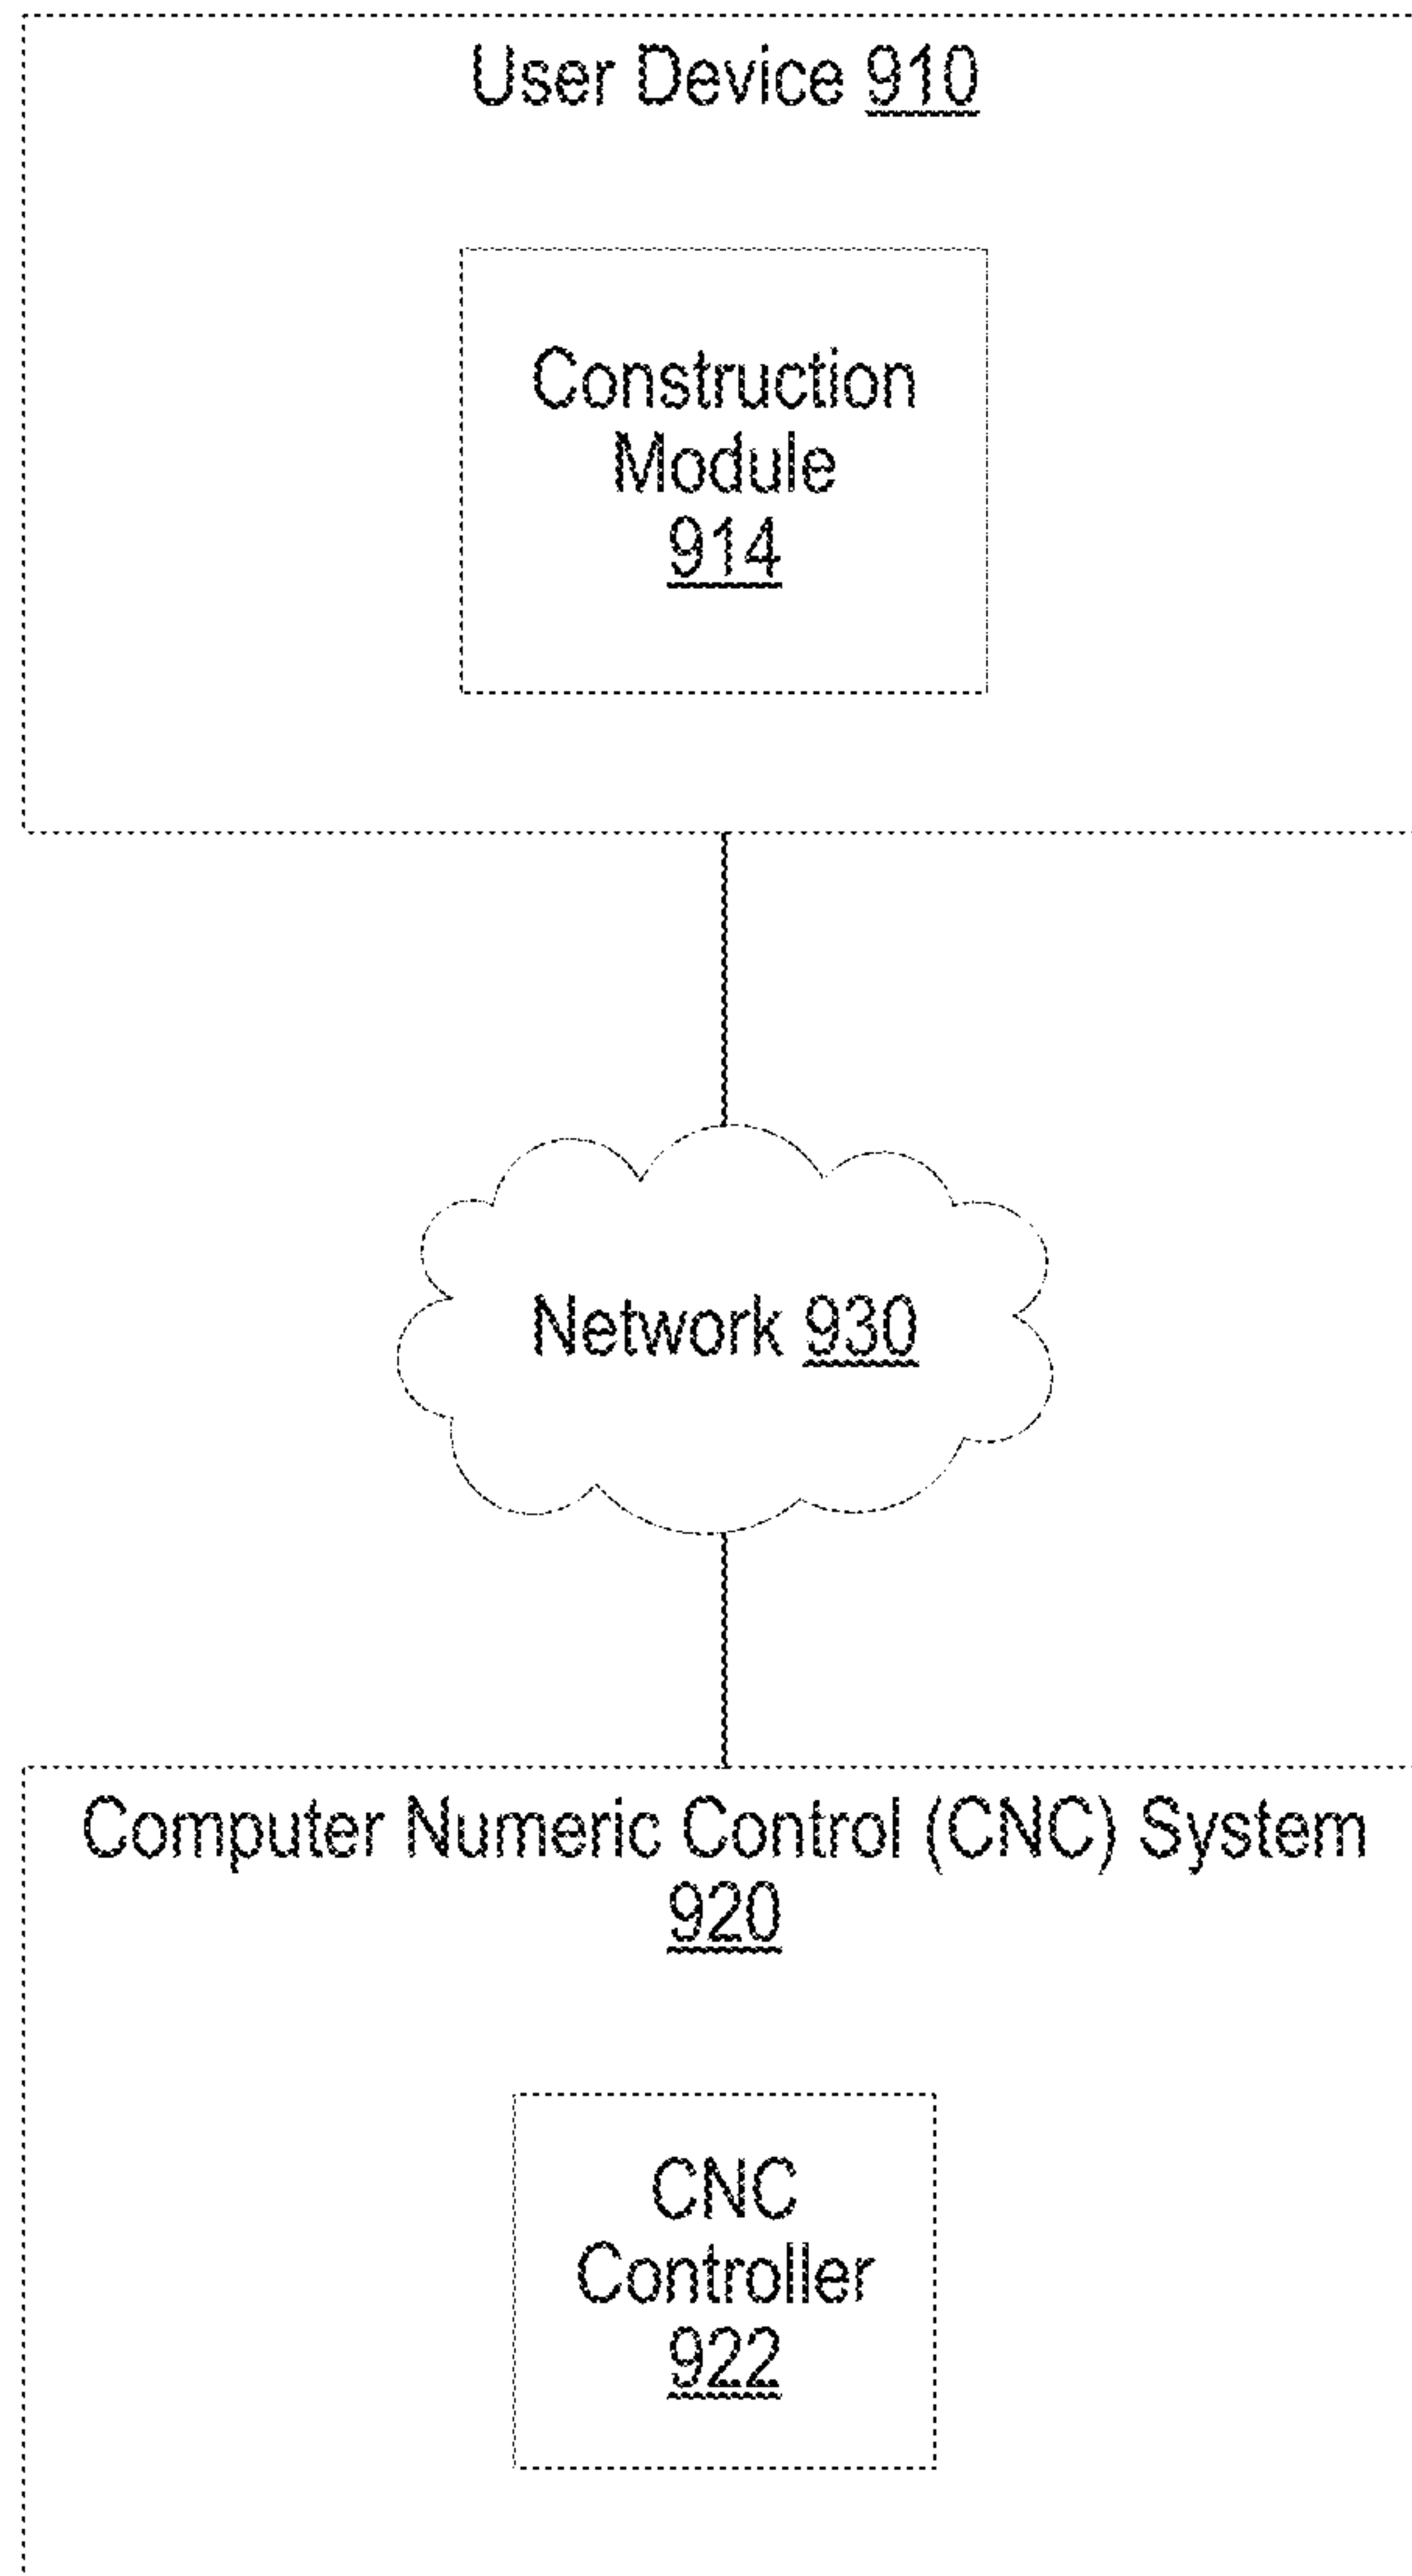 User Device 910
Construction
Module
914
Network 930
Computer Numeric Control (CNC) System
920
CNC
Controller
922